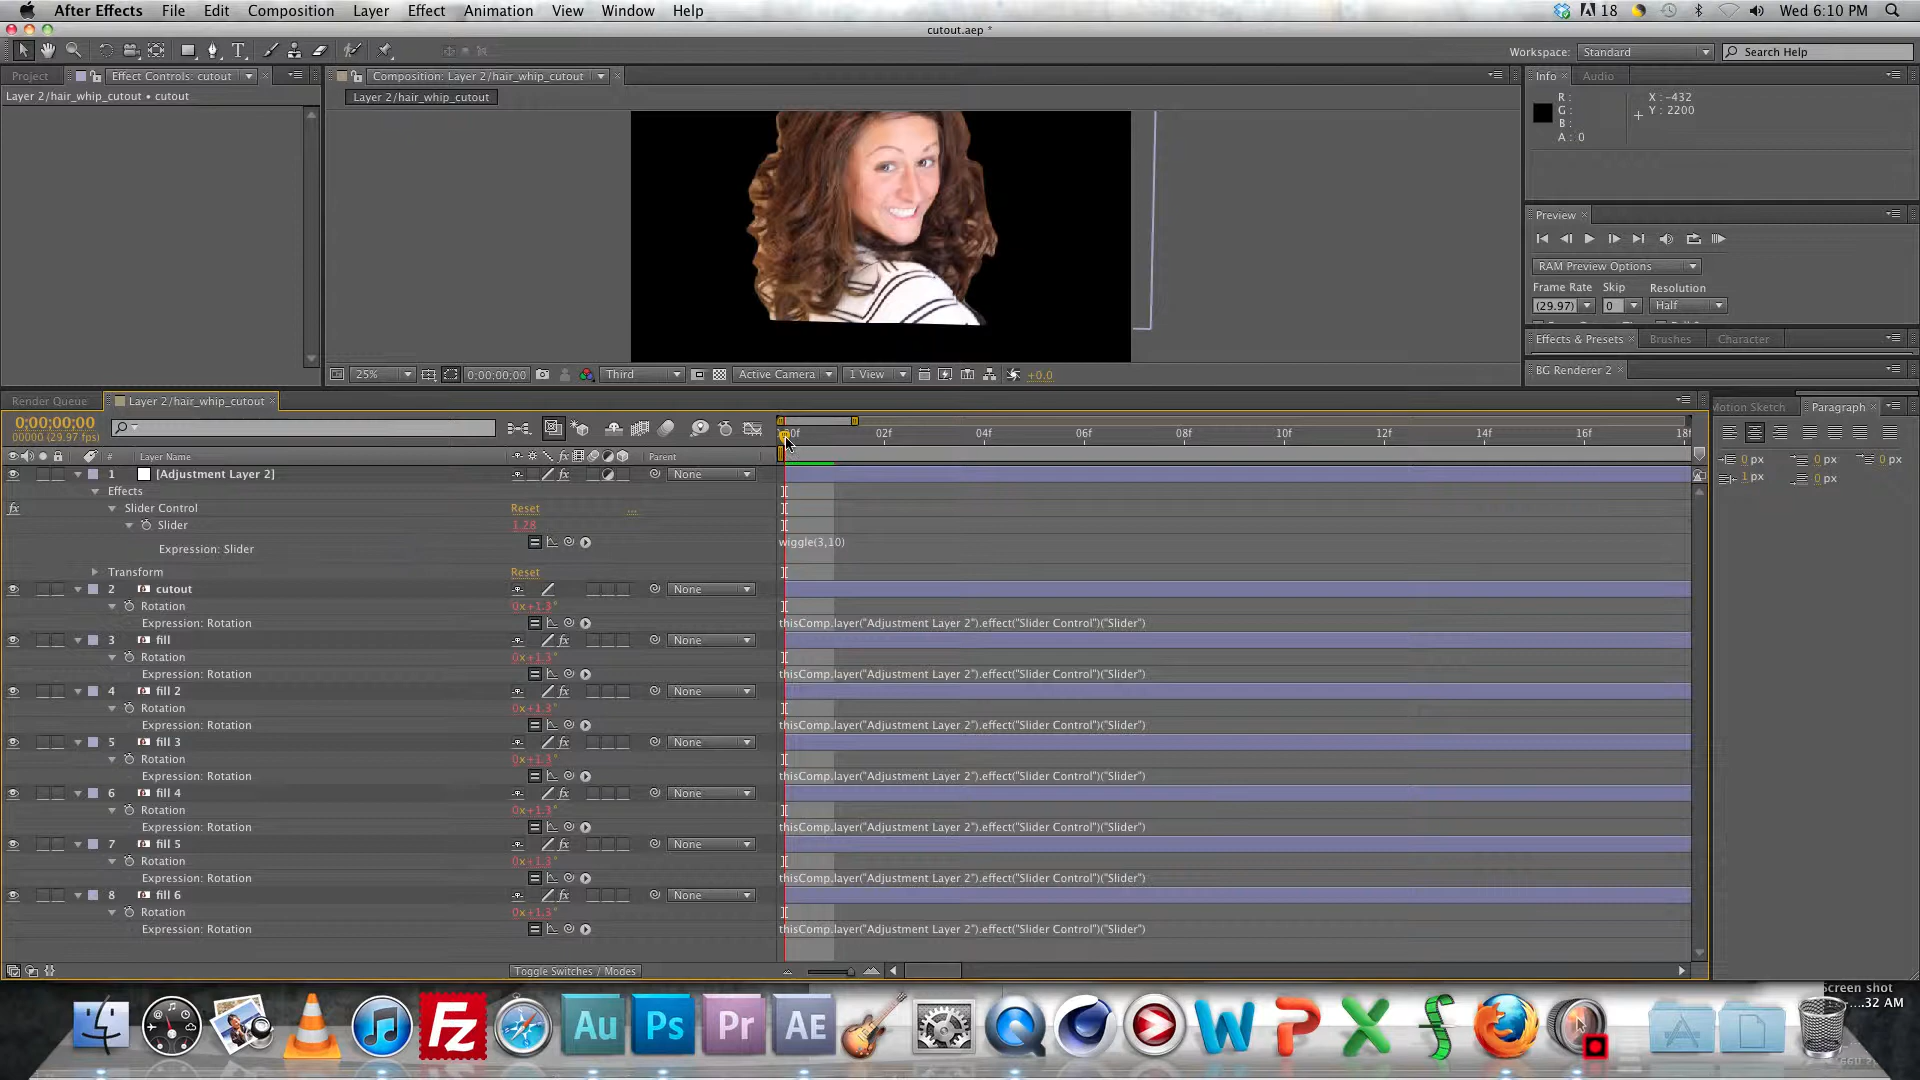 After Effects File Edit Composition Layer Effect Animation View Window Help
18 Wed 6:10 PM
cutout.aep *
Workspace: Standard Search Help
Project Effect Controls: cutout Composition: Layer 2/hair_whip_cutout Info Audio
Layer 2/hair_whip_cutout • cutout
Layer 2/hair_whip_cutout
R : X : -432
G : Y : 2200
B :
A : 0
Preview
RAM Preview Options
Frame Rate Skip Resolution
(29.97) 0 Half
Effects & Presets Brushes Character
BG Renderer 2
25% 0;00;00;00 Third Active Camera 1 View +0.0
Render Queue Layer 2/hair_whip_cutout
Motion Sketch Paragraph
0;00;00;00
00000 (29.97 fps)
02f 04f 06f 08f 10f 12f 14f 16f
# Layer Name Parent
0 px 0 px 0 px
1 px 0 px
1 [Adjustment Layer 2] None
Effects
fx Slider Control Reset ...
Slider 1.28
Expression: Slider wiggle(3,10)
Transform Reset
2 cutout None
Rotation 0x+1.3°
Expression: Rotation thisComp.layer("Adjustment Layer 2").effect("Slider Control")("Slider")
3 fill fx None
Rotation 0x+1.3°
Expression: Rotation thisComp.layer("Adjustment Layer 2").effect("Slider Control")("Slider")
4 fill 2 fx None
Rotation 0x+1.3°
Expression: Rotation thisComp.layer("Adjustment Layer 2").effect("Slider Control")("Slider")
5 fill 3 fx None
Rotation 0x+1.3°
Expression: Rotation thisComp.layer("Adjustment Layer 2").effect("Slider Control")("Slider")
6 fill 4 fx None
Rotation 0x+1.3°
Expression: Rotation thisComp.layer("Adjustment Layer 2").effect("Slider Control")("Slider")
7 fill 5 fx None
Rotation 0x+1.3°
Expression: Rotation thisComp.layer("Adjustment Layer 2").effect("Slider Control")("Slider")
8 fill 6 fx None
Rotation 0x+1.3°
Expression: Rotation thisComp.layer("Adjustment Layer 2").effect("Slider Control")("Slider")
Toggle Switches / Modes
Screen shot
....32 AM
Fz Au Ps Pr AE